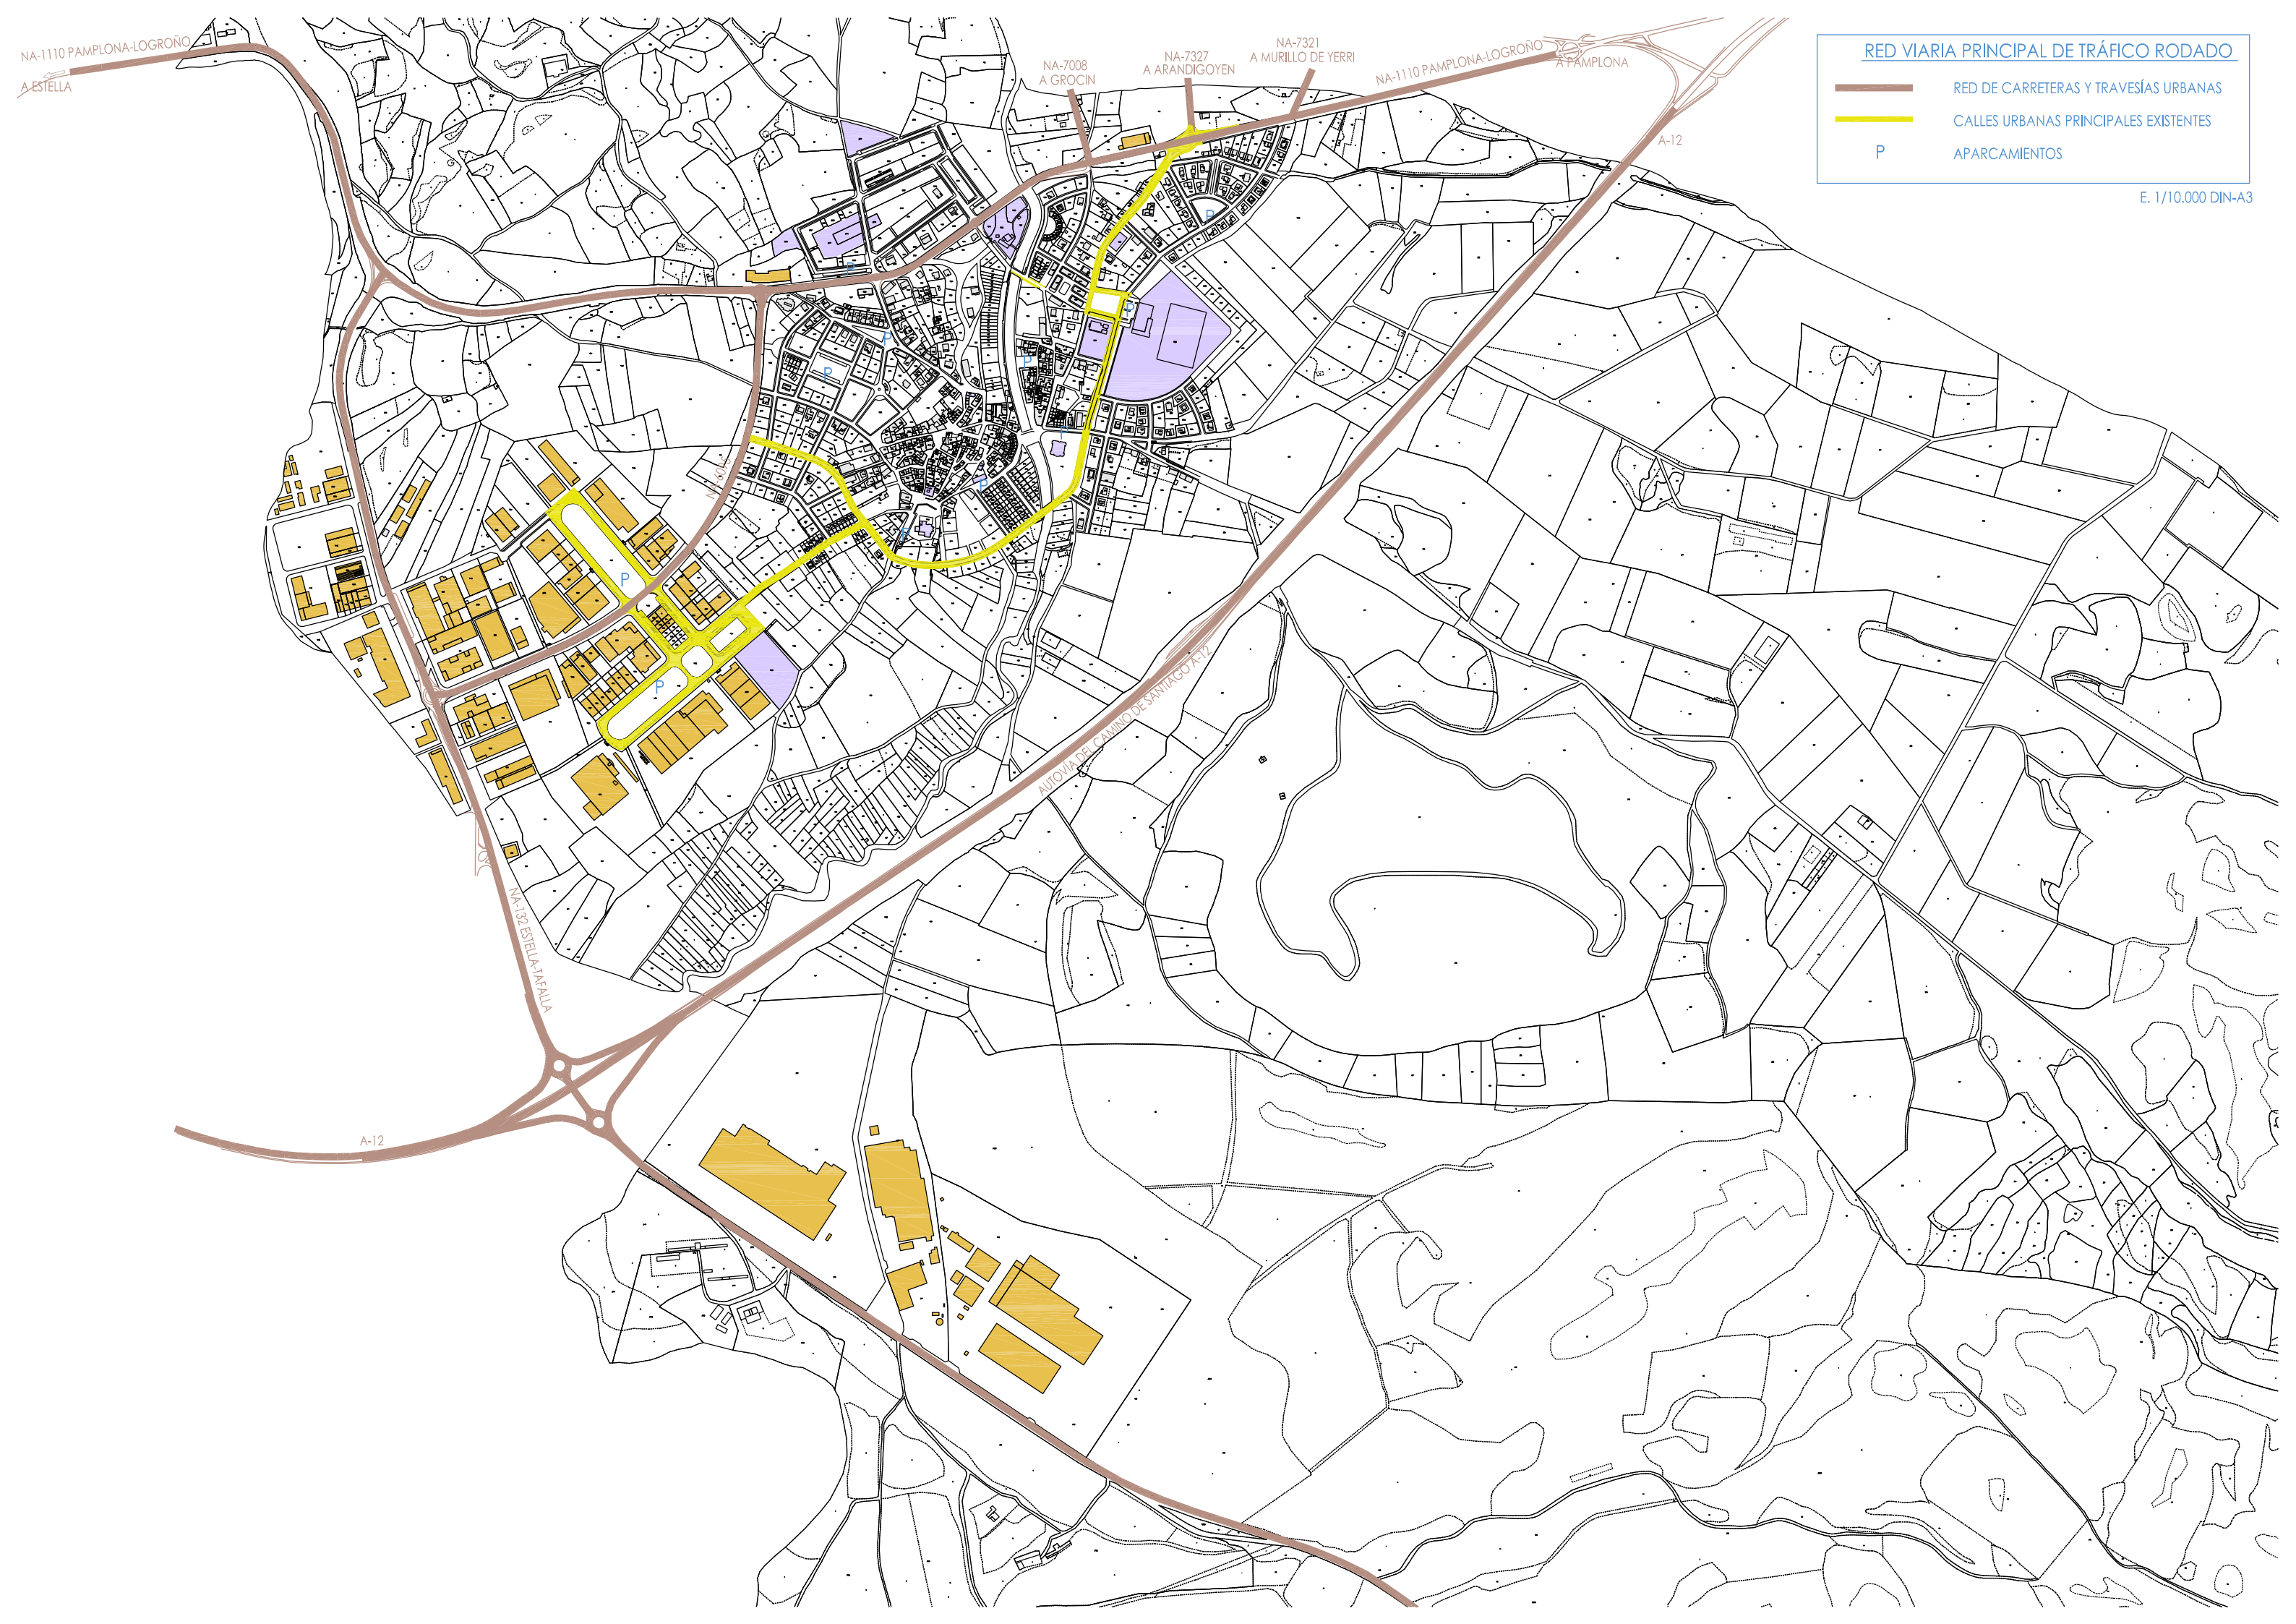 NA-1110 PAMPLONA-LOGROÑO
A ESTELLA
NA-7008
A GROCIN
NA-7327
A ARANDIGOYEN
NA-7321
A MURILLO DE YERRI
NA-1110 PAMPLONA-LOGROÑO
A PAMPLONA
A-12
RED VIARIA PRINCIPAL DE TRÁFICO RODADO
RED DE CARRETERAS Y TRAVESÍAS URBANAS
CALLES URBANAS PRINCIPALES EXISTENTES
P APARCAMIENTOS
E. 1/10.000 DIN-A3
P
P
P
P
P
P
P
P
P
P
P
AUTOVÍA DEL CAMINO DE SANTIAGO A-12
NA-132 ESTELLA-TAFALLA
A-12